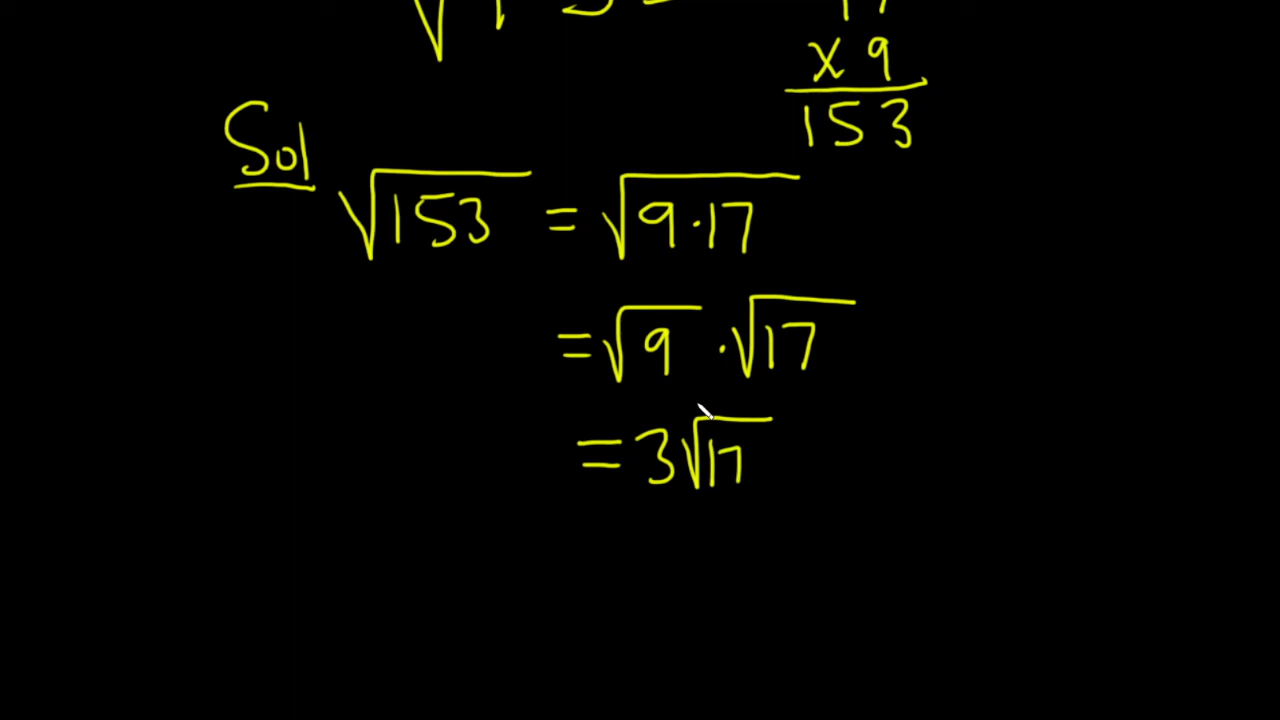 × 9
153
Sol
√153 = √9·17
= √9 · √17
= 3√17